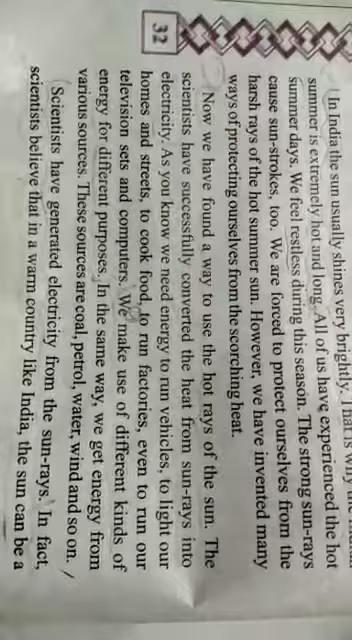 In India the sun usually shines very brightly. That is why the
summer is extremely hot and long. All of us have experienced the hot
summer days. We feel restless during this season. The strong sun-rays
cause sun-strokes, too. We are forced to protect ourselves from the
harsh rays of the hot summer sun. However, we have invented many
ways of protecting ourselves from the scorching heat.
Now we have found a way to use the hot rays of the sun. The
scientists have successfully converted the heat from sun-rays into
electricity. As you know we need energy to run vehicles, to light our
homes and streets, to cook food, to run factories, even to run our
television sets and computers. We make use of different kinds of
energy for different purposes. In the same way, we get energy from
various sources. These sources are coal, petrol, water, wind and so on.
Scientists have generated electricity from the sun-rays. In fact,
scientists believe that in a warm country like India, the sun can be a
32